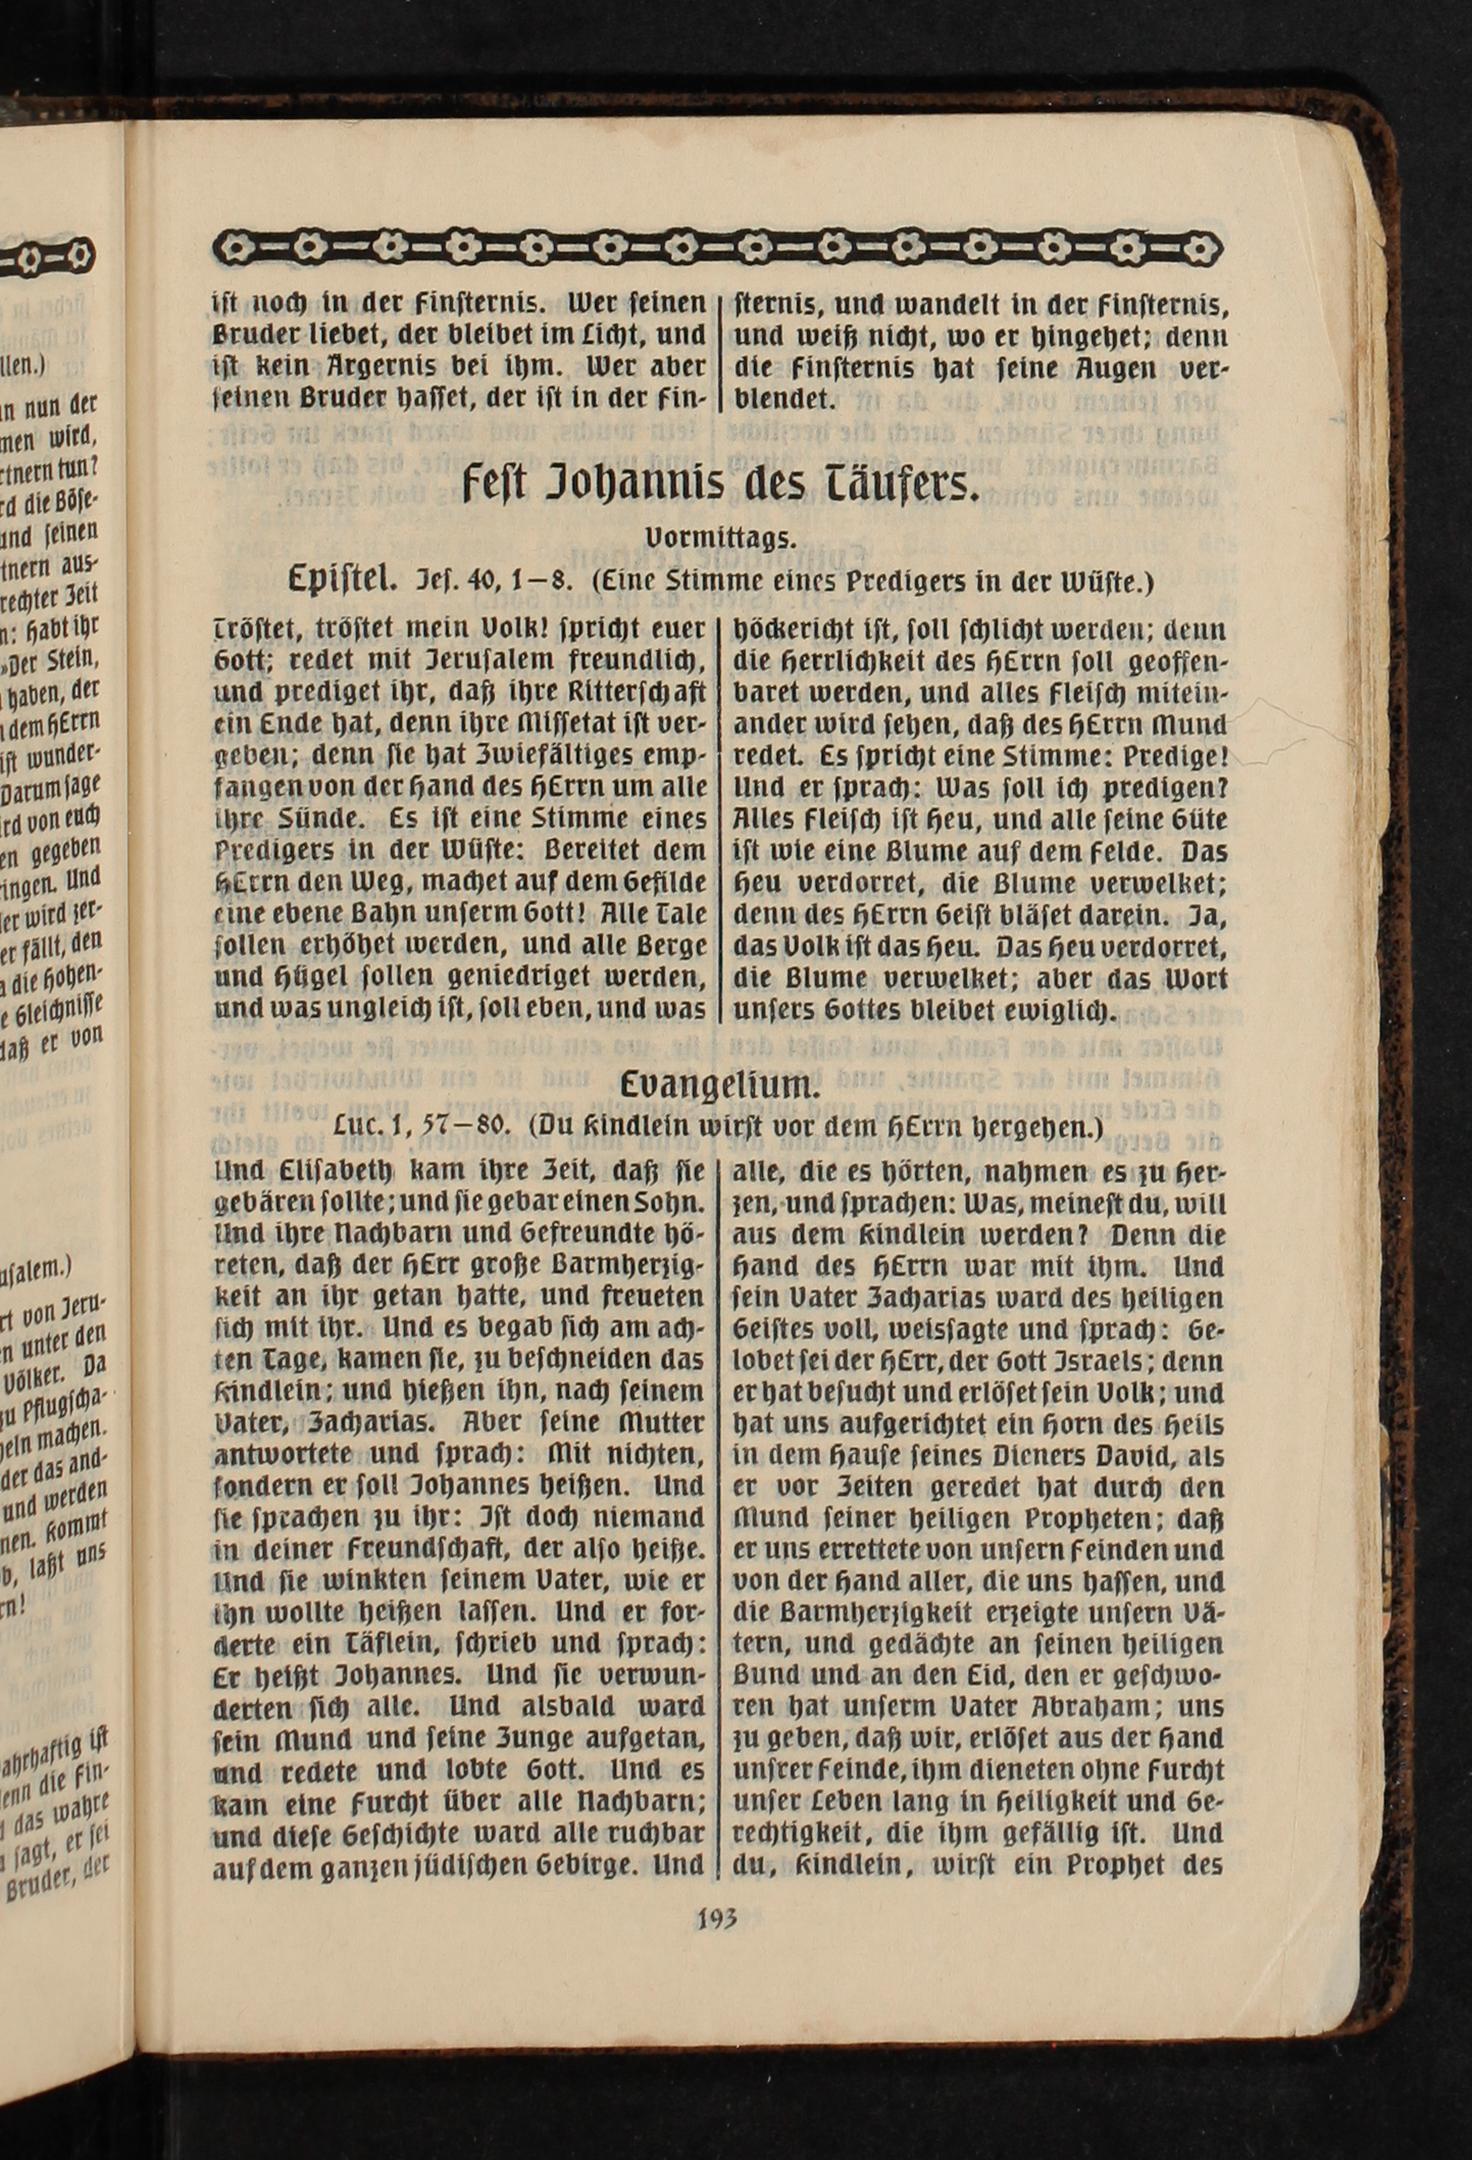 ist noch in der Finsternis. Wer seinen
Bruder liebet, der bleibet im Licht, und
ist kein Ärgernis bei ihm. Wer aber
seinen Bruder hasset, der ist in der Fin-
sternis, und wandelt in der Finsternis,
und weiß nicht, wo er hingehet; denn
die Finsternis hat seine Augen ver-
blendet.
Fest Johannis des Täufers.
Vormittags.
Epistel. Jes. 40, 1–8. (Eine Stimme eines Predigers in der Wüste.)
Tröstet, tröstet mein Volk! spricht euer
Gott; redet mit Jerusalem freundlich,
und prediget ihr, daß ihre Ritterschaft
ein Ende hat, denn ihre Missetat ist ver-
geben; denn sie hat Zwiefältiges emp-
fangen von der Hand des HErrn um alle
ihre Sünde. Es ist eine Stimme eines
Predigers in der Wüste: Bereitet dem
HErrn den Weg, machet auf dem Gefilde
eine ebene Bahn unserm Gott! Alle Tale
sollen erhöhet werden, und alle Berge
und Hügel sollen geniedriget werden,
und was ungleich ist, soll eben, und was
höckericht ist, soll schlicht werden; denn
die Herrlichkeit des HErrn soll geoffen-
baret werden, und alles Fleisch mitein-
ander wird sehen, daß des HErrn Mund
redet. Es spricht eine Stimme: Predige!
Und er sprach: Was soll ich predigen?
Alles Fleisch ist Heu, und alle seine Güte
ist wie eine Blume auf dem Felde. Das
Heu verdorret, die Blume verwelket;
denn des HErrn Geist bläset darein. Ja,
das Volk ist das Heu. Das Heu verdorret,
die Blume verwelket; aber das Wort
unsers Gottes bleibet ewiglich.
Evangelium.
Luc. 1, 57–80. (Du Kindlein wirst vor dem HErrn hergehen.)
Und Elisabeth kam ihre Zeit, daß sie
gebären sollte; und sie gebar einen Sohn.
Und ihre Nachbarn und Gefreundte hö-
reten, daß der HErr große Barmherzig-
keit an ihr getan hatte, und freueten
sich mit ihr. Und es begab sich am ach-
ten Tage, kamen sie, zu beschneiden das
Kindlein; und hießen ihn, nach seinem
Vater, Zacharias. Aber seine Mutter
antwortete und sprach: Mit nichten,
sondern er soll Johannes heißen. Und
sie sprachen zu ihr: Ist doch niemand
in deiner Freundschaft, der also heiße.
Und sie winkten seinem Vater, wie er
ihn wollte heißen lassen. Und er for-
derte ein Täflein, schrieb und sprach:
Er heißt Johannes. Und sie verwun-
derten sich alle. Und alsbald ward
sein Mund und seine Zunge aufgetan,
und redete und lobte Gott. Und es
kam eine Furcht über alle Nachbarn;
und diese Geschichte ward alle ruchbar
auf dem ganzen jüdischen Gebirge. Und
alle, die es hörten, nahmen es zu Her-
zen, und sprachen: Was, meinest du, will
aus dem Kindlein werden? Denn die
Hand des HErrn war mit ihm. Und
sein Vater Zacharias ward des heiligen
Geistes voll, weissagte und sprach: Ge-
lobet sei der HErr, der Gott Israels; denn
er hat besucht und erlöset sein Volk; und
hat uns aufgerichtet ein Horn des Heils
in dem Hause seines Dieners David, als
er vor Zeiten geredet hat durch den
Mund seiner heiligen Propheten; daß
er uns errettete von unsern Feinden und
von der Hand aller, die uns hassen, und
die Barmherzigkeit erzeigte unsern Vä-
tern, und gedächte an seinen heiligen
Bund und an den Eid, den er geschwo-
ren hat unserm Vater Abraham; uns
zu geben, daß wir, erlöset aus der Hand
unsrer Feinde, ihm dieneten ohne Furcht
unser Leben lang in Heiligkeit und Ge-
rechtigkeit, die ihm gefällig ist. Und
du, Kindlein, wirst ein Prophet des
193